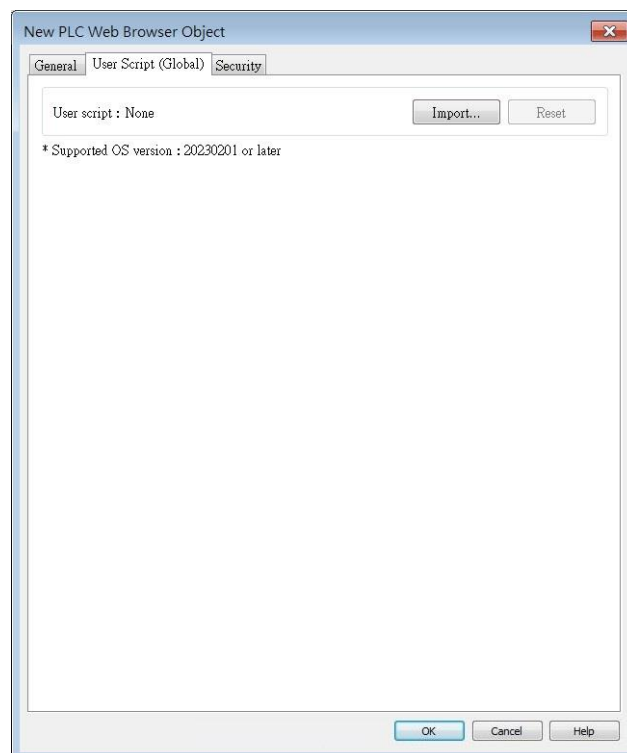 New PLC Web Browser Object
General User Script (Global) Security
User script : None Import... Reset
* Supported OS version : 20230201 or later
OK Cancel Help